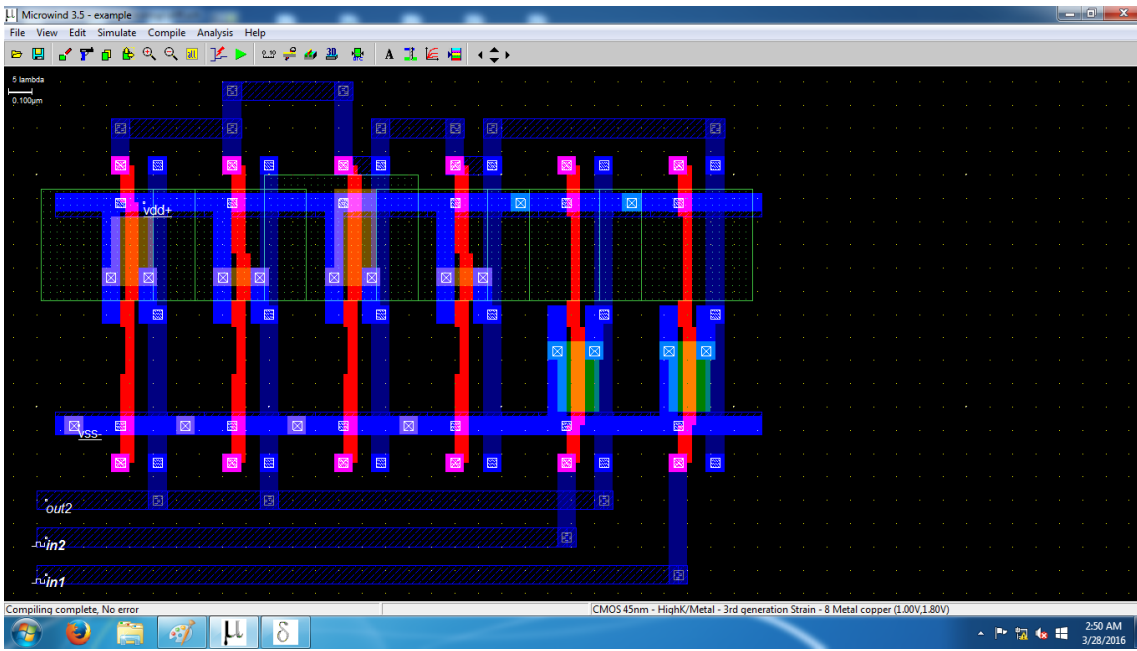 Microwind 3.5 - example
File View Edit Simulate Compile Analysis Help
5 lambda
0.100µm
vdd+
vss-
out2
in2
in1
Compiling complete, No error
CMOS 45nm - HighK/Metal - 3rd generation Strain - 8 Metal copper (1.00V,1.80V)
2:50 AM
3/28/2016